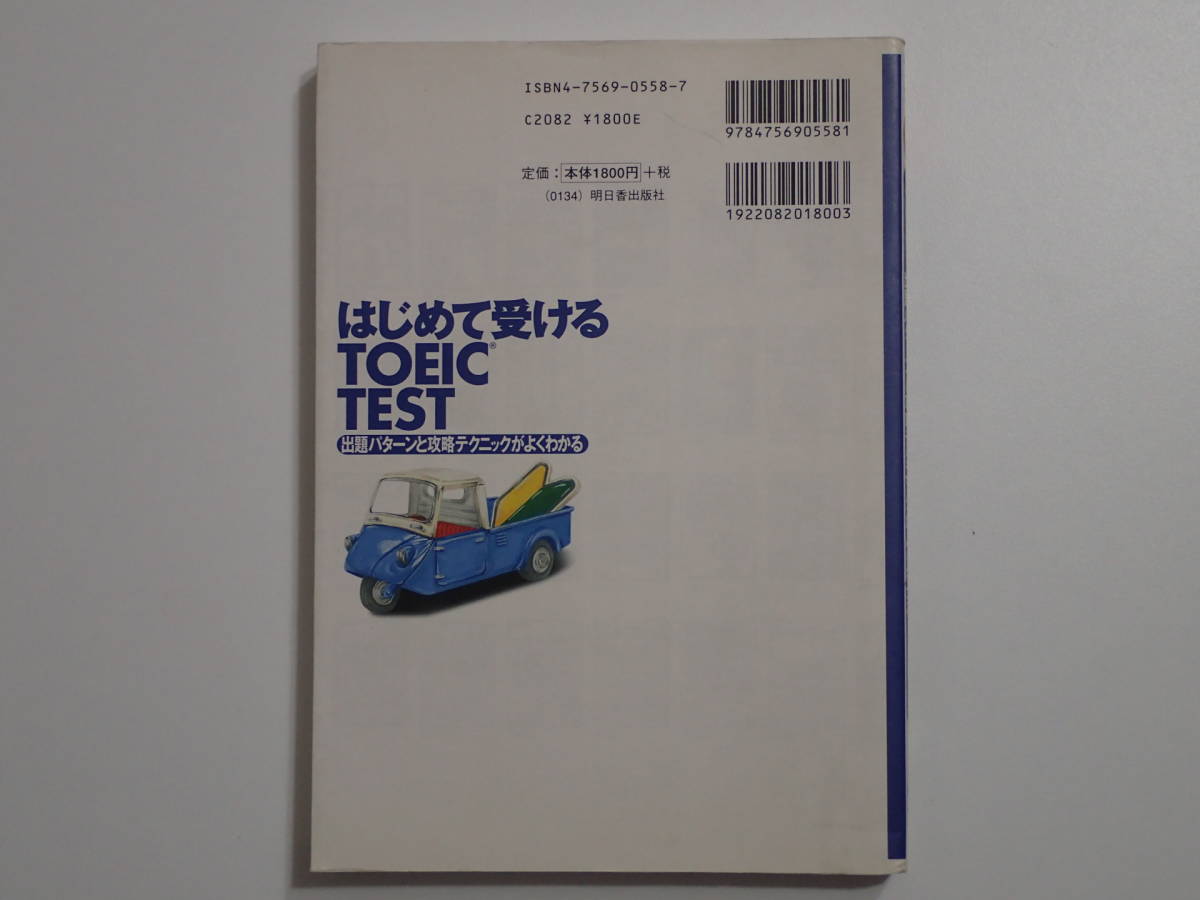 ISBN4-7569-0558-7
C2082 ¥1800E
9784756905581
定価：本体1800円＋税
(0134) 明日香出版社
1922082018003
はじめて受ける
TOEIC®
TEST
出題パターンと攻略テクニックがよくわかる